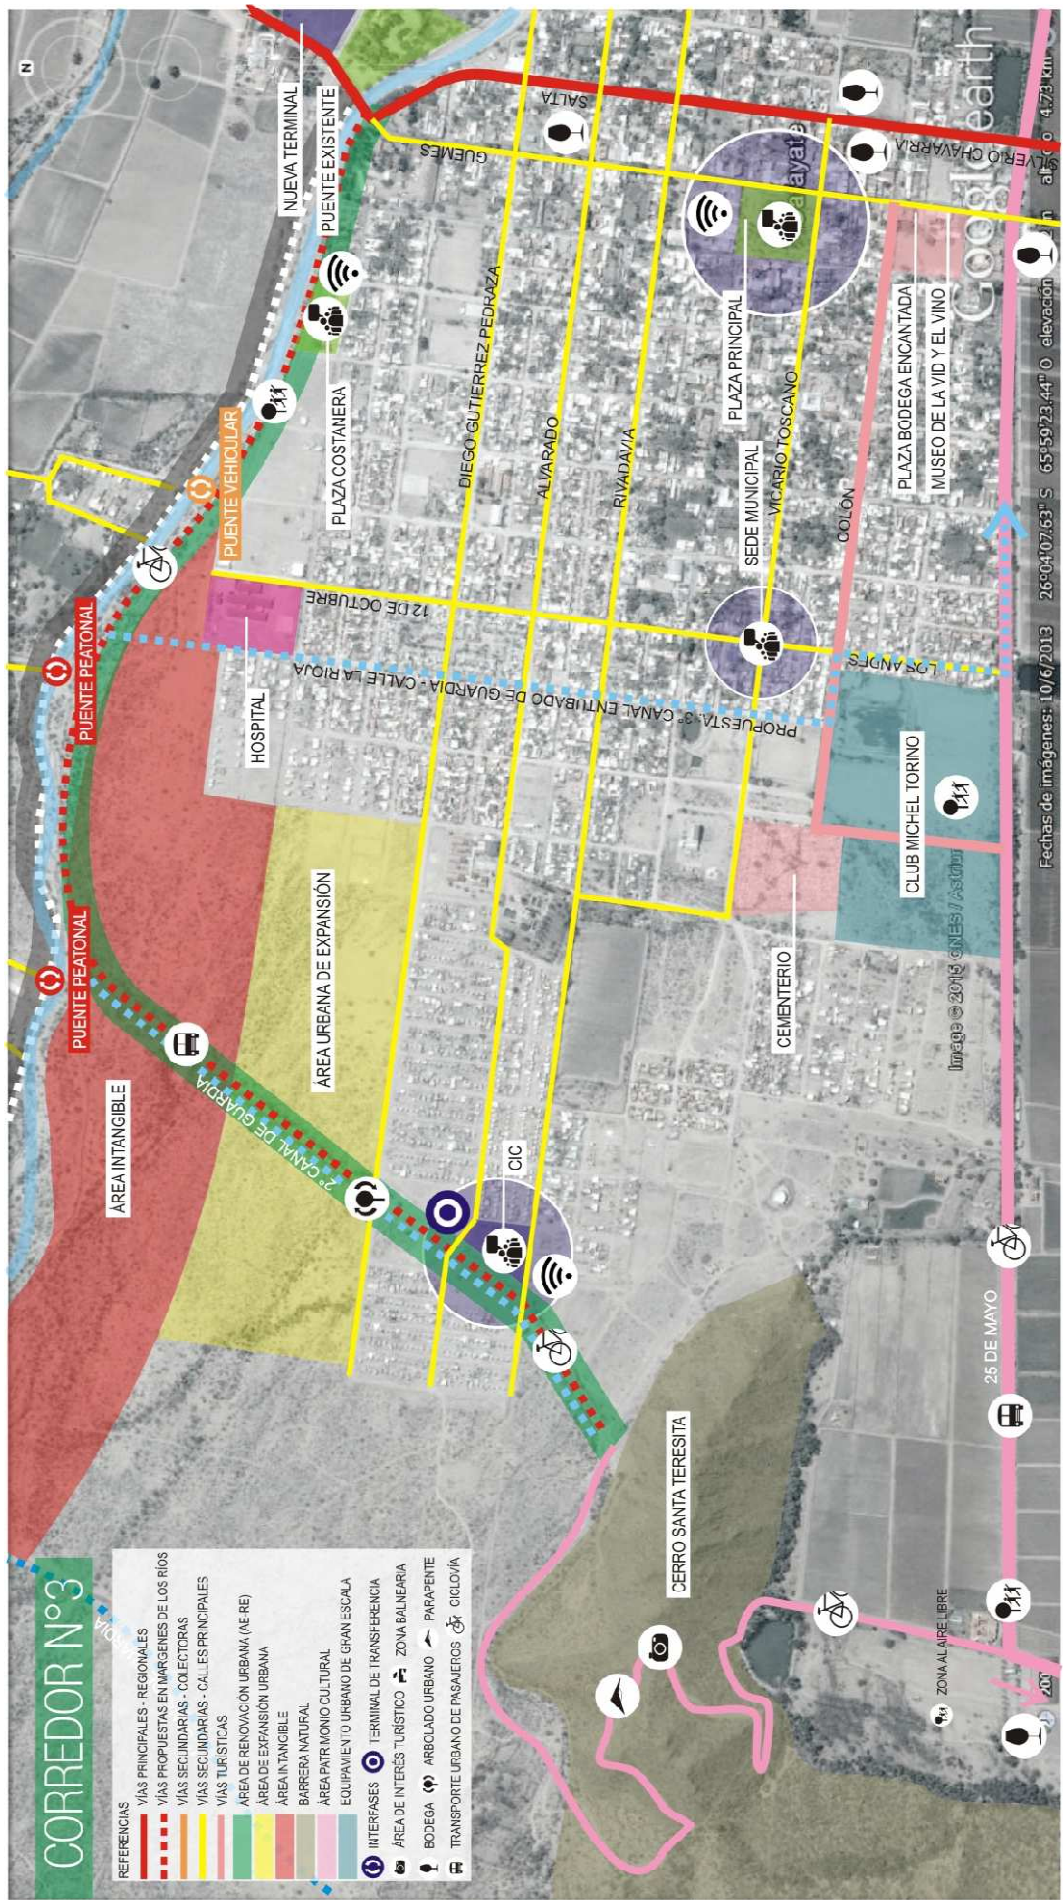 CORREDOR N°3
REFERENCIAS
VÍAS PRINCIPALES - REGIONALES
VÍAS PROPUESTAS EN MARGENES DE LOS RÍOS
VÍAS SECUNDARIAS - COLECTORAS
VÍAS SECUNDARIAS - CALLES PRINCIPALES
VÍAS TURÍSTICAS
ÁREA DE RENOVACIÓN URBANA (AE-RE)
ÁREA DE EXPANSIÓN URBANA
ÁREA INTANGIBLE
BARRERA NATURAL
ÁREA PATRIMONIO CULTURAL
EQUIPAMIENTO URBANO DE GRAN ESCALA
INTERFASES
TERMINAL DE TRANSFERENCIA
ÁREA DE INTERÉS TURÍSTICO
ZONA BALNEARIA
BODEGA
ARBOLADO URBANO
PARAPENTE
TRANSPORTE URBANO DE PASAJEROS
CICLOVÍA
ZONA AL AIRE LIBRE
ÁREA INTANGIBLE
PUENTE PEATONAL
PUENTE PEATONAL
PUENTE VEHICULAR
PUENTE EXISTENTE
NUEVA TERMINAL
N
2° CANAL DE GUARDIA
ÁREA URBANA DE EXPANSIÓN
HOSPITAL
PLAZA COSTANERA
12 DE OCTUBRE
PROPUESTA: 3° CANAL ENTUBADO DE GUARDIA - CALLE LA RIOJA
DIEGO GUTIERREZ PEDRAZA
ALVARADO
RIVADAVIA
GUEMES
SALTA
CIC
SEDE MUNICIPAL
VICARIO TOSCANO
PLAZA PRINCIPAL
CERRO SANTA TERESITA
CEMENTERIO
CLUB MICHEL TORINO
COLÓN
LOS ANDES
PLAZA BODEGA ENCANTADA
MUSEO DE LA VID Y EL VINO
SILVERIO CHAVARRIA
25 DE MAYO
Google earth
Image © 2015 CNES / Astrium
Fechas de imágenes: 10/6/2013 26°04'07.63" S 65°59'23.44" O elevación
4.73 km